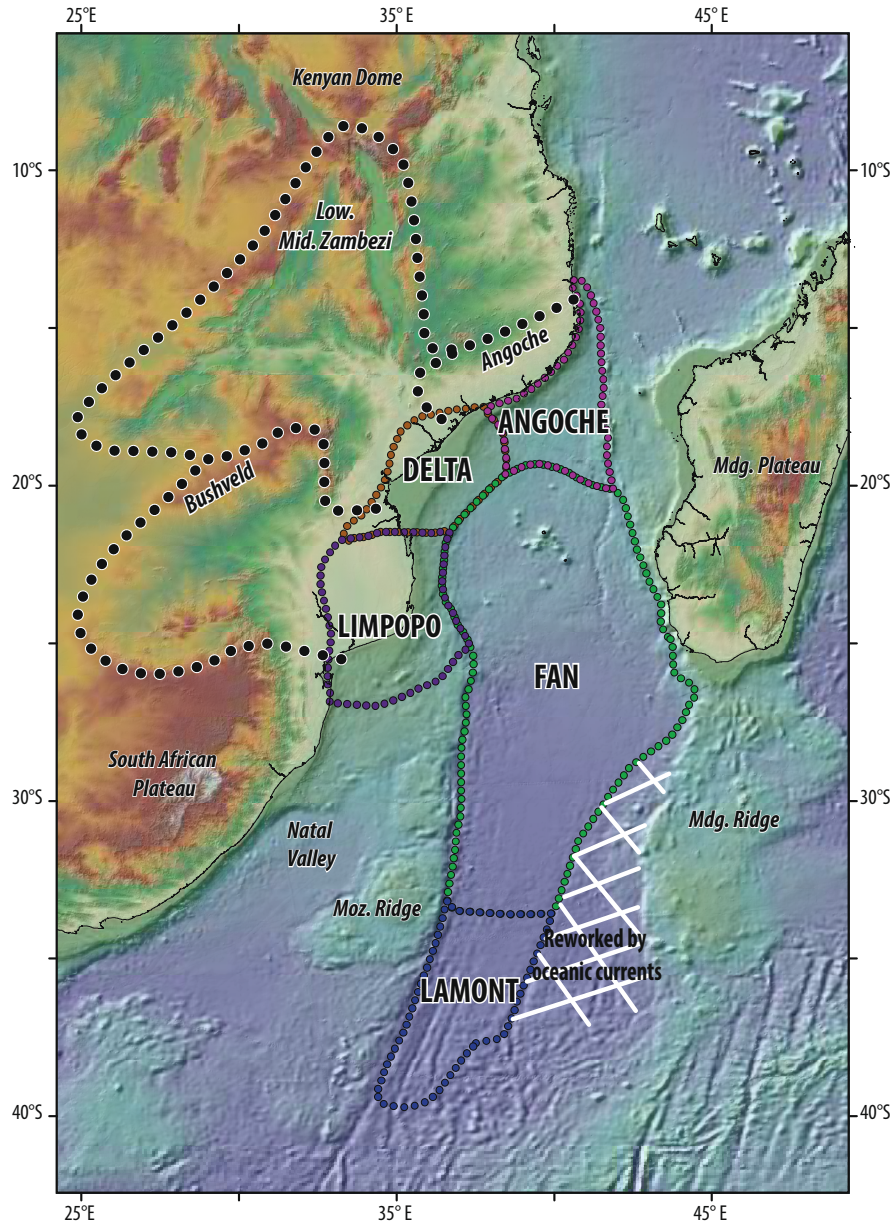 25°E
35°E
45°E
Kenyan Dome
10°S
10°S
Low.
Mid. Zambezi
Angoche
ANGOCHE
DELTA
Mdg. Plateau
20°S
20°S
Bushveld
LIMPOPO
FAN
South African
Plateau
30°S
30°S
Natal
Valley
Mdg. Ridge
Moz. Ridge
Reworked by
oceanic currents
LAMONT
40°S
40°S
25°E
35°E
45°E